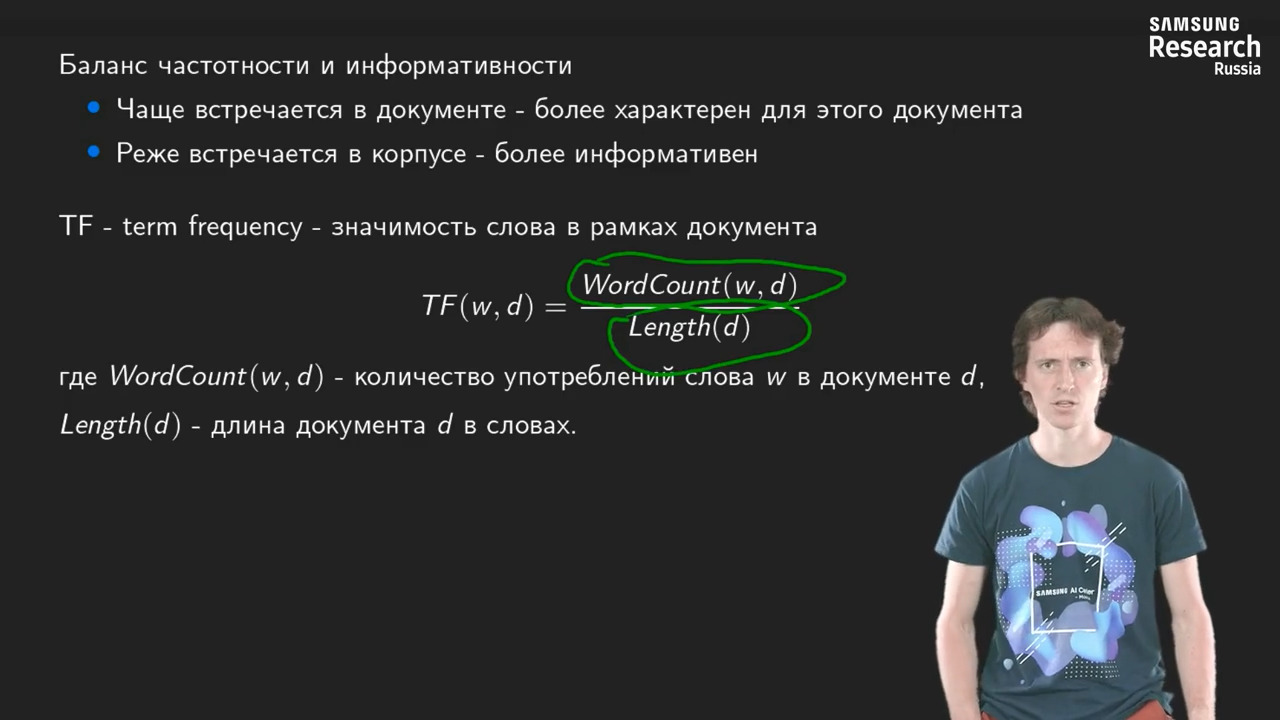 SAMSUNG
Research
Russia
Баланс частотности и информативности
Чаще встречается в документе - более характерен для этого документа
Реже встречается в корпусе - более информативен
TF - term frequency - значимость слова в рамках документа
TF(w, d) = WordCount(w, d) / Length(d)
где WordCount(w, d) - количество употреблений слова w в документе d,
Length(d) - длина документа d в словах.
SAMSUNG AI Center